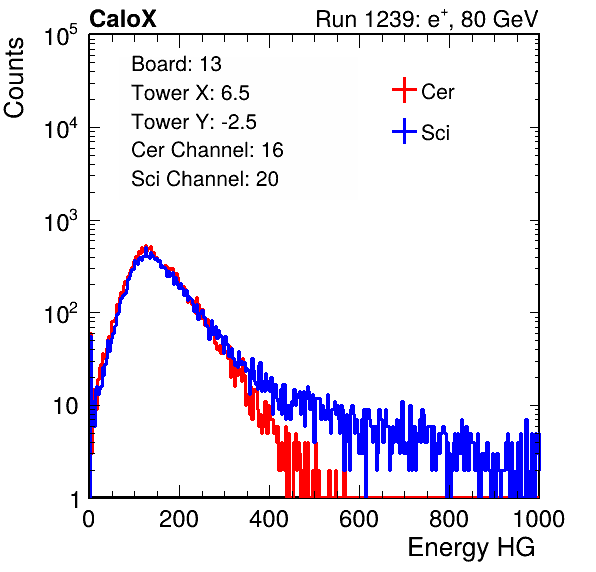 CaloX Run 1239: e⁺, 80 GeV
Counts
10⁵
10⁴
10³
10²
10
1
Board: 13
Tower X: 6.5
Tower Y: -2.5
Cer Channel: 16
Sci Channel: 20
Cer
Sci
0 200 400 600 800 1000
Energy HG